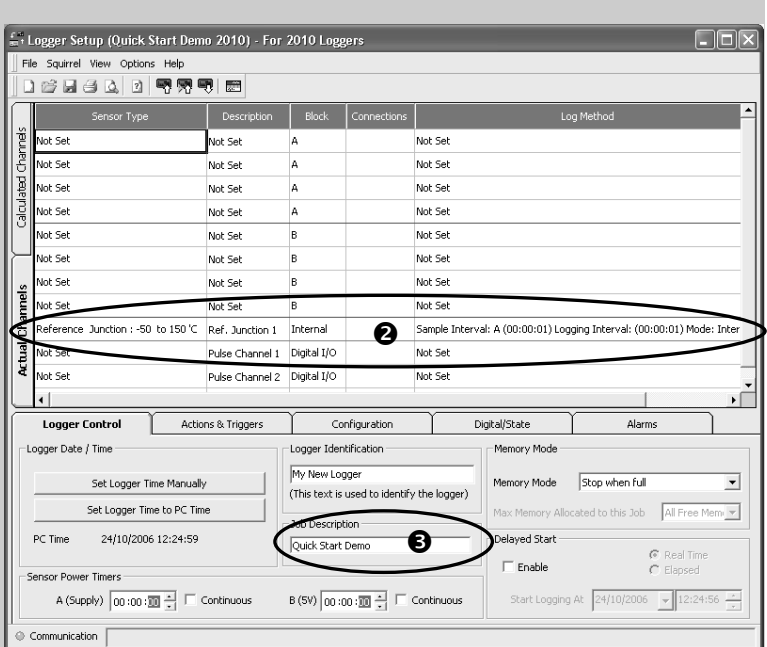 Logger Setup (Quick Start Demo 2010) - For 2010 Loggers
File Squirrel View Options Help
Calculated Channels
Actual Channels
Sensor Type Description Block Connections Log Method
Not Set Not Set A Not Set
Not Set Not Set A Not Set
Not Set Not Set A Not Set
Not Set Not Set A Not Set
Not Set Not Set B Not Set
Not Set Not Set B Not Set
Not Set Not Set B Not Set
Not Set Not Set B Not Set
Reference Junction : -50 to 150 'C Ref. Junction 1 Internal ❷ Sample Interval: A (00:00:01) Logging Interval: (00:00:01) Mode: Inter
Not Set Pulse Channel 1 Digital I/O Not Set
Not Set Pulse Channel 2 Digital I/O Not Set
Logger Control Actions & Triggers Configuration Digital/State Alarms
Logger Date / Time
Set Logger Time Manually
Set Logger Time to PC Time
PC Time 24/10/2006 12:24:59
Logger Identification
My New Logger
(This text is used to identify the logger)
Job Description
Quick Start Demo ❸
Memory Mode
Memory Mode Stop when full
Max Memory Allocated to this Job All Free Mem
Delayed Start
Enable
Real Time
Elapsed
Start Logging At 24/10/2006 12:24:56
Sensor Power Timers
A (Supply) 00:00:00 Continuous B (5V) 00:00:00 Continuous
Communication